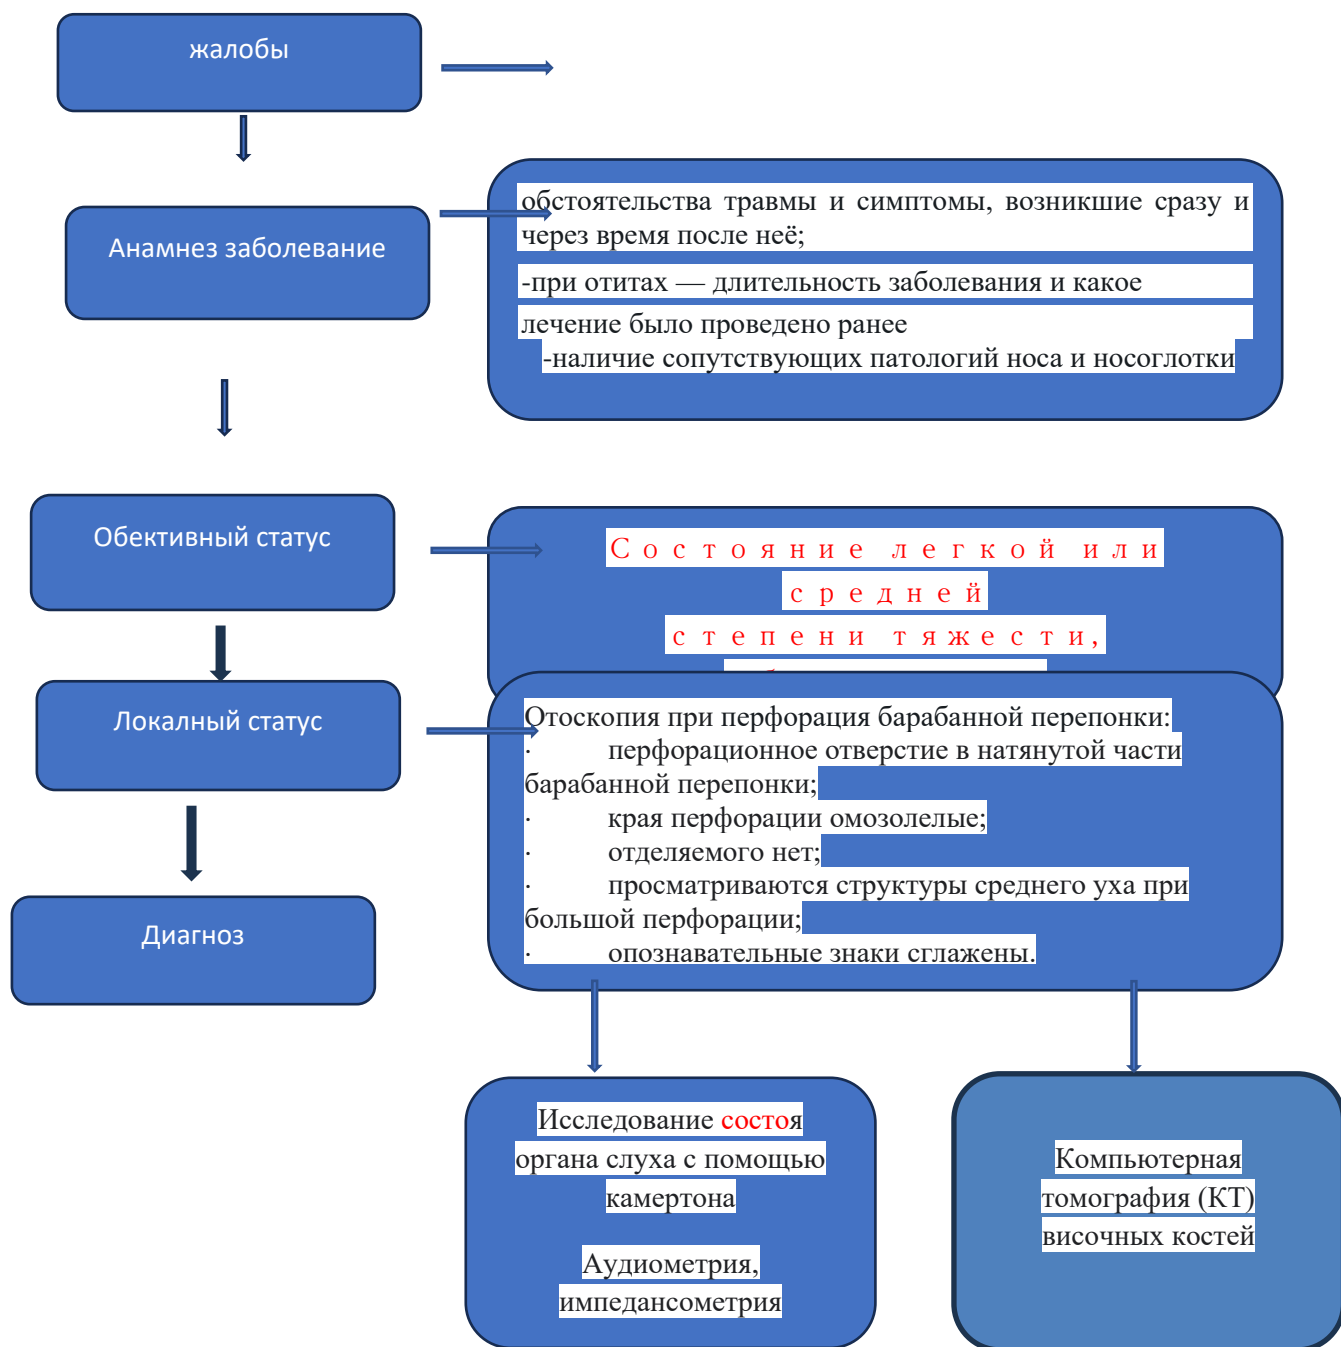 жалобы
Анамнез заболевание
обстоятельства травмы и симптомы, возникшие сразу и
через время после неё;
-при отитах — длительность заболевания и какое
лечение было проведено ранее
-наличие сопутствующих патологий носа и носоглотки
Обективный статус
Состояние легкой или
средней
степени тяжести,
Локалный статус
Отоскопия при перфорация барабанной перепонки:
· перфорационное отверстие в натянутой части
барабанной перепонки;
· края перфорации омозолелые;
· отделяемого нет;
· просматриваются структуры среднего уха при
большой перфорации;
· опознавательные знаки сглажены.
Диагноз
Исследование состоя
органа слуха с помощью
камертона
Аудиометрия,
импедансометрия
Компьютерная
томография (КТ)
височных костей